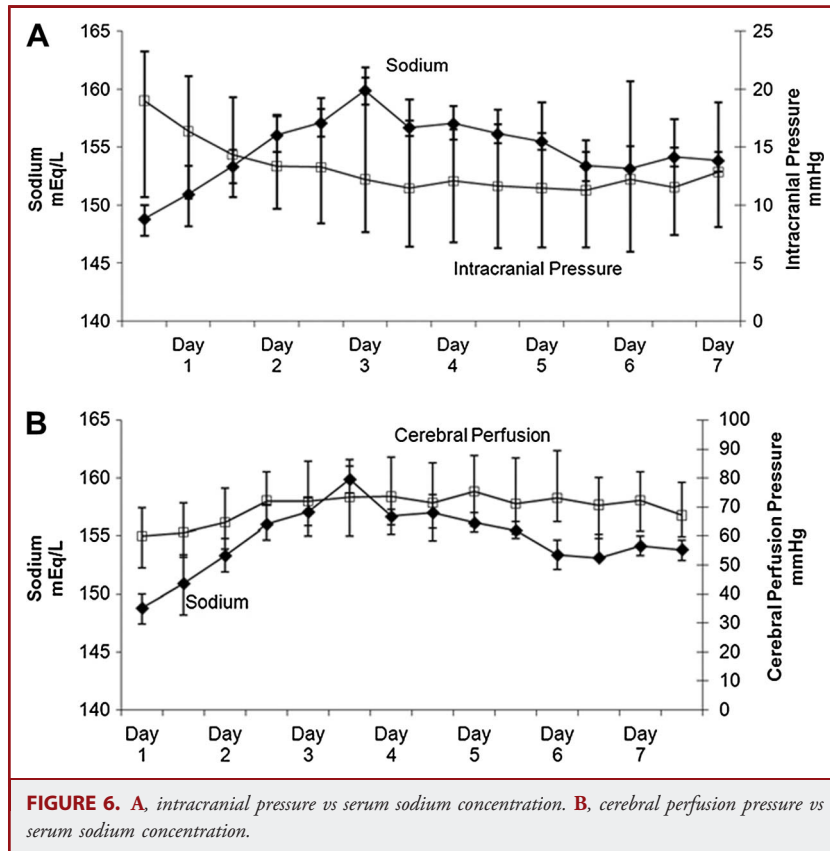 A
165
160
155
150
145
140
Sodium
mEq/L
Sodium
Intracranial Pressure
25
20
15
10
5
0
Intracranial Pressure
mmHg
Day Day Day Day Day Day Day
1 2 3 4 5 6 7
B
165
160
155
150
145
140
Sodium
mEq/L
Cerebral Perfusion
Sodium
100
90
80
70
60
50
40
30
20
10
0
Cerebral Perfusion Pressure
mmHg
Day Day Day Day Day Day Day
1 2 3 4 5 6 7
FIGURE 6. A, intracranial pressure vs serum sodium concentration. B, cerebral perfusion pressure vs
serum sodium concentration.